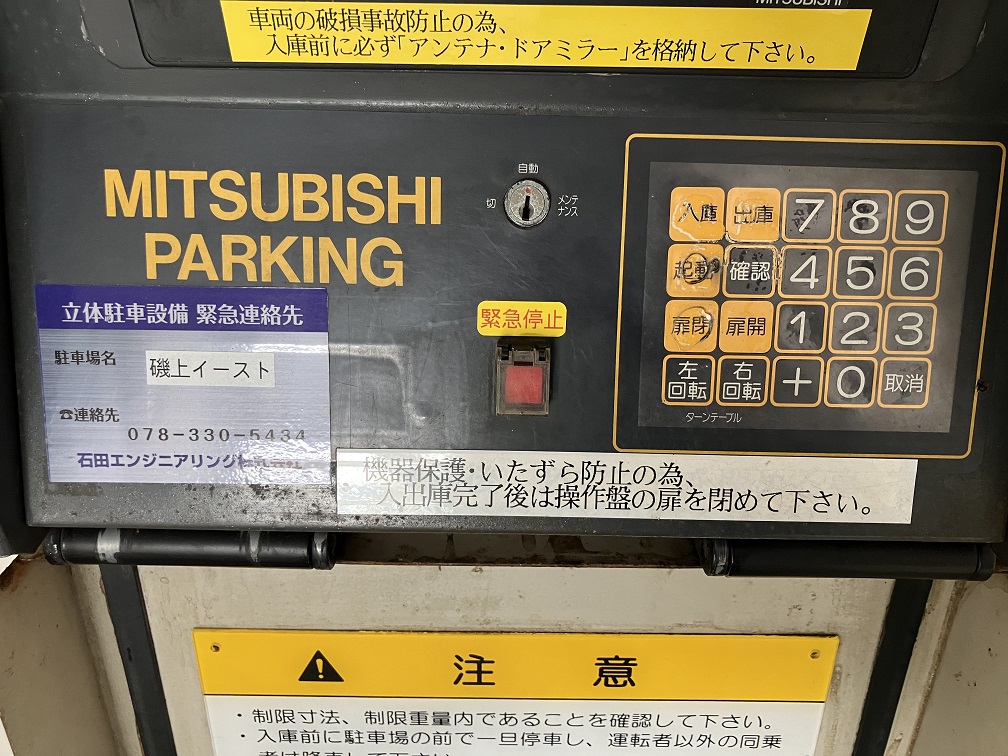 MITSUBISHI
車両の破損事故防止の為、
入庫前に必ず「アンテナ・ドアミラー」を格納して下さい。
MITSUBISHI
PARKING
自動
切
メンテ
ナンス
緊急停止
入庫 出庫 7 8 9
起動 確認 4 5 6
扉閉 扉開 1 2 3
左回転 右回転 + 0 取消
ターンテーブル
立体駐車設備 緊急連絡先
駐車場名 磯上イースト
☎連絡先
078-330-5434
石田エンジニアリング
機器保護・いたずら防止の為、
入出庫完了後は操作盤の扉を閉めて下さい。
注意
・制限寸法、制限重量内であることを確認して下さい。
・入庫前に駐車場の前で一旦停車し、運転者以外の同乗
者は降車して下さい